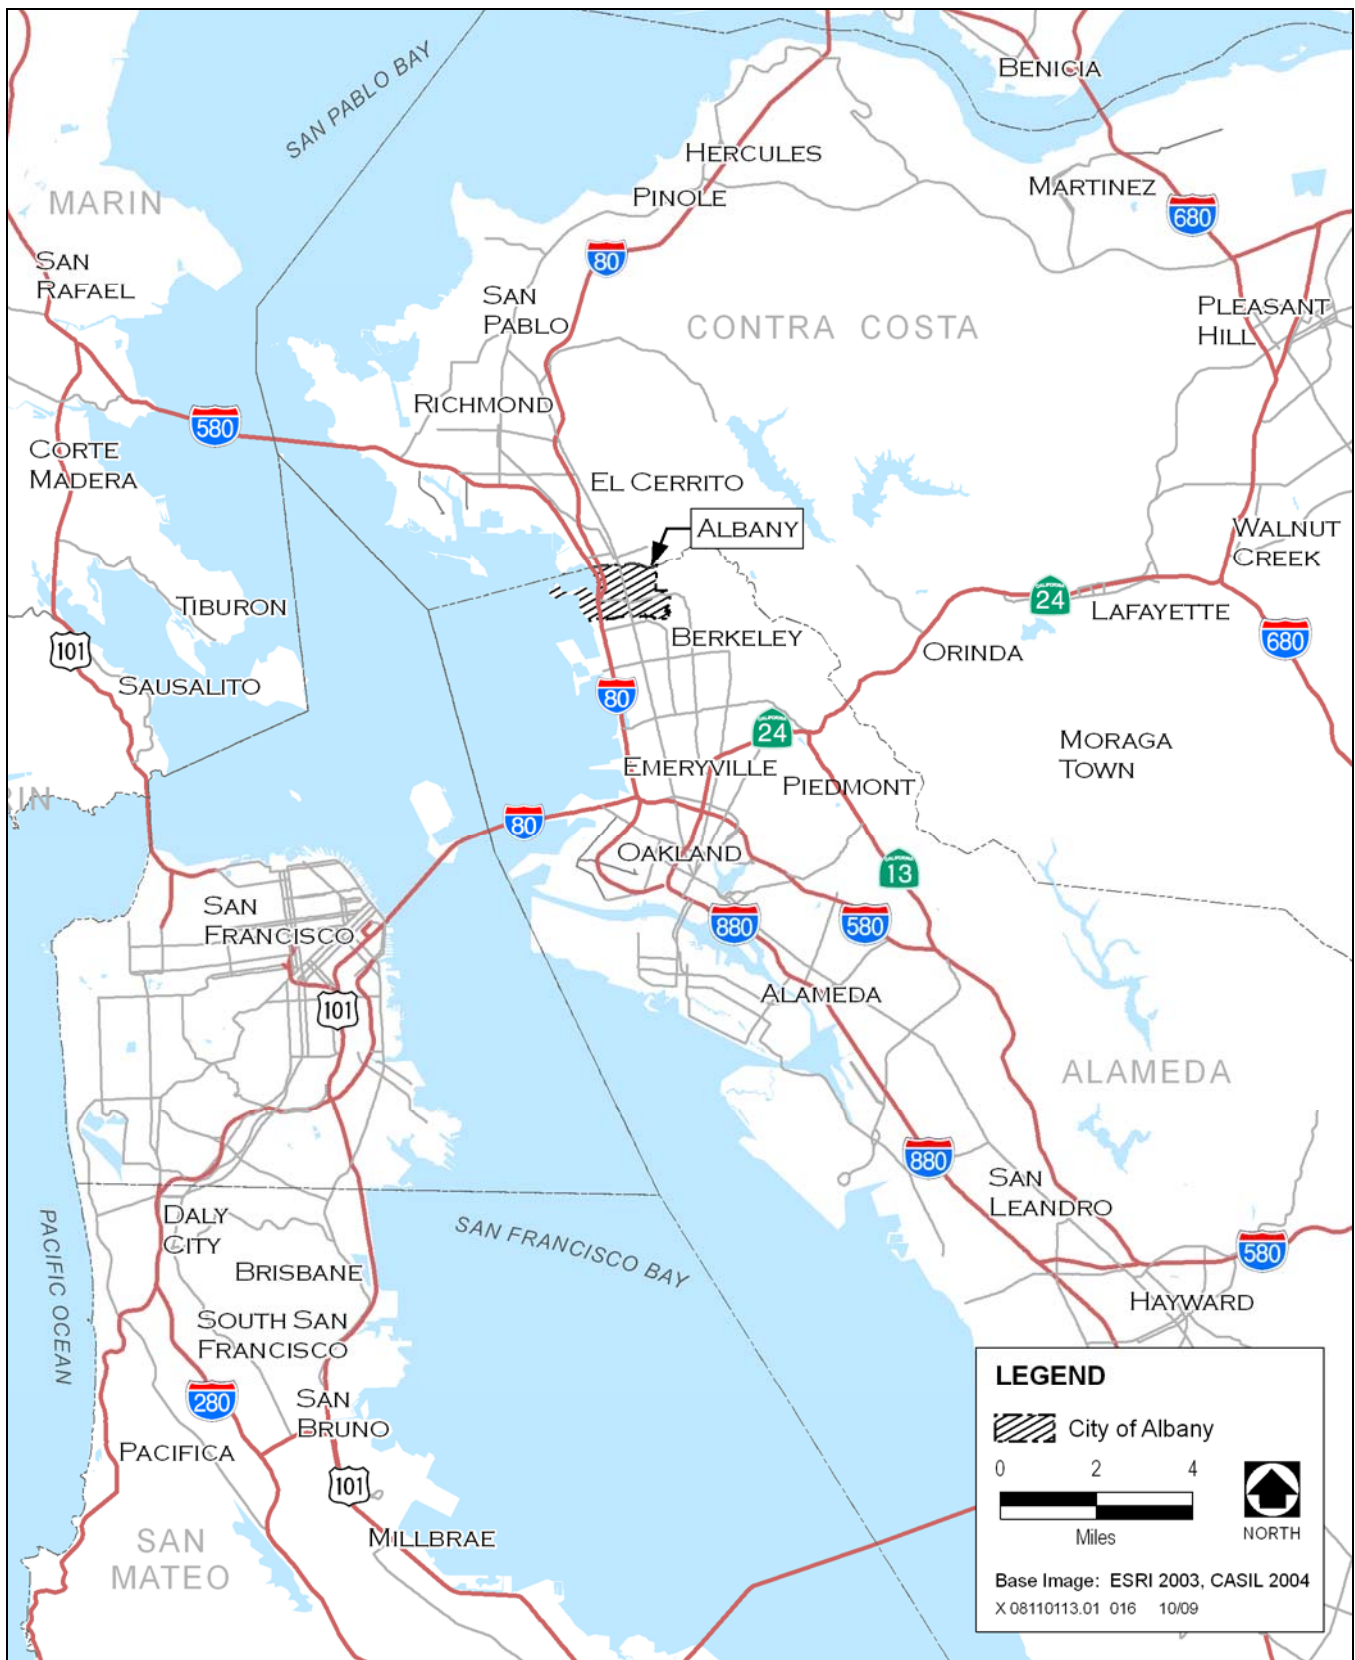 BENICIA
SAN PABLO BAY
HERCULES
MARTINEZ
PINOLE
MARIN
680
SAN
RAFAEL
80
SAN
PABLO
CONTRA COSTA
PLEASANT
HILL
RICHMOND
580
CORTE
MADERA
EL CERRITO
ALBANY
WALNUT
CREEK
CALIFORNIA
24
TIBURON
LAFAYETTE
BERKELEY
680
101
ORINDA
SAUSALITO
80
CALIFORNIA
24
MORAGA
TOWN
EMERYVILLE
PIEDMONT
RIN
80
OAKLAND
CALIFORNIA
13
SAN
FRANCISCO
880
580
ALAMEDA
101
ALAMEDA
880
SAN
LEANDRO
DALY
CITY
PACIFIC OCEAN
SAN FRANCISCO BAY
580
BRISBANE
HAYWARD
SOUTH SAN
FRANCISCO
280
SAN
BRUNO
PACIFICA
101
MILLBRAE
SAN
MATEO
LEGEND
City of Albany
0 2 4
Miles
NORTH
Base Image: ESRI 2003, CASIL 2004
X 08110113.01 016 10/09